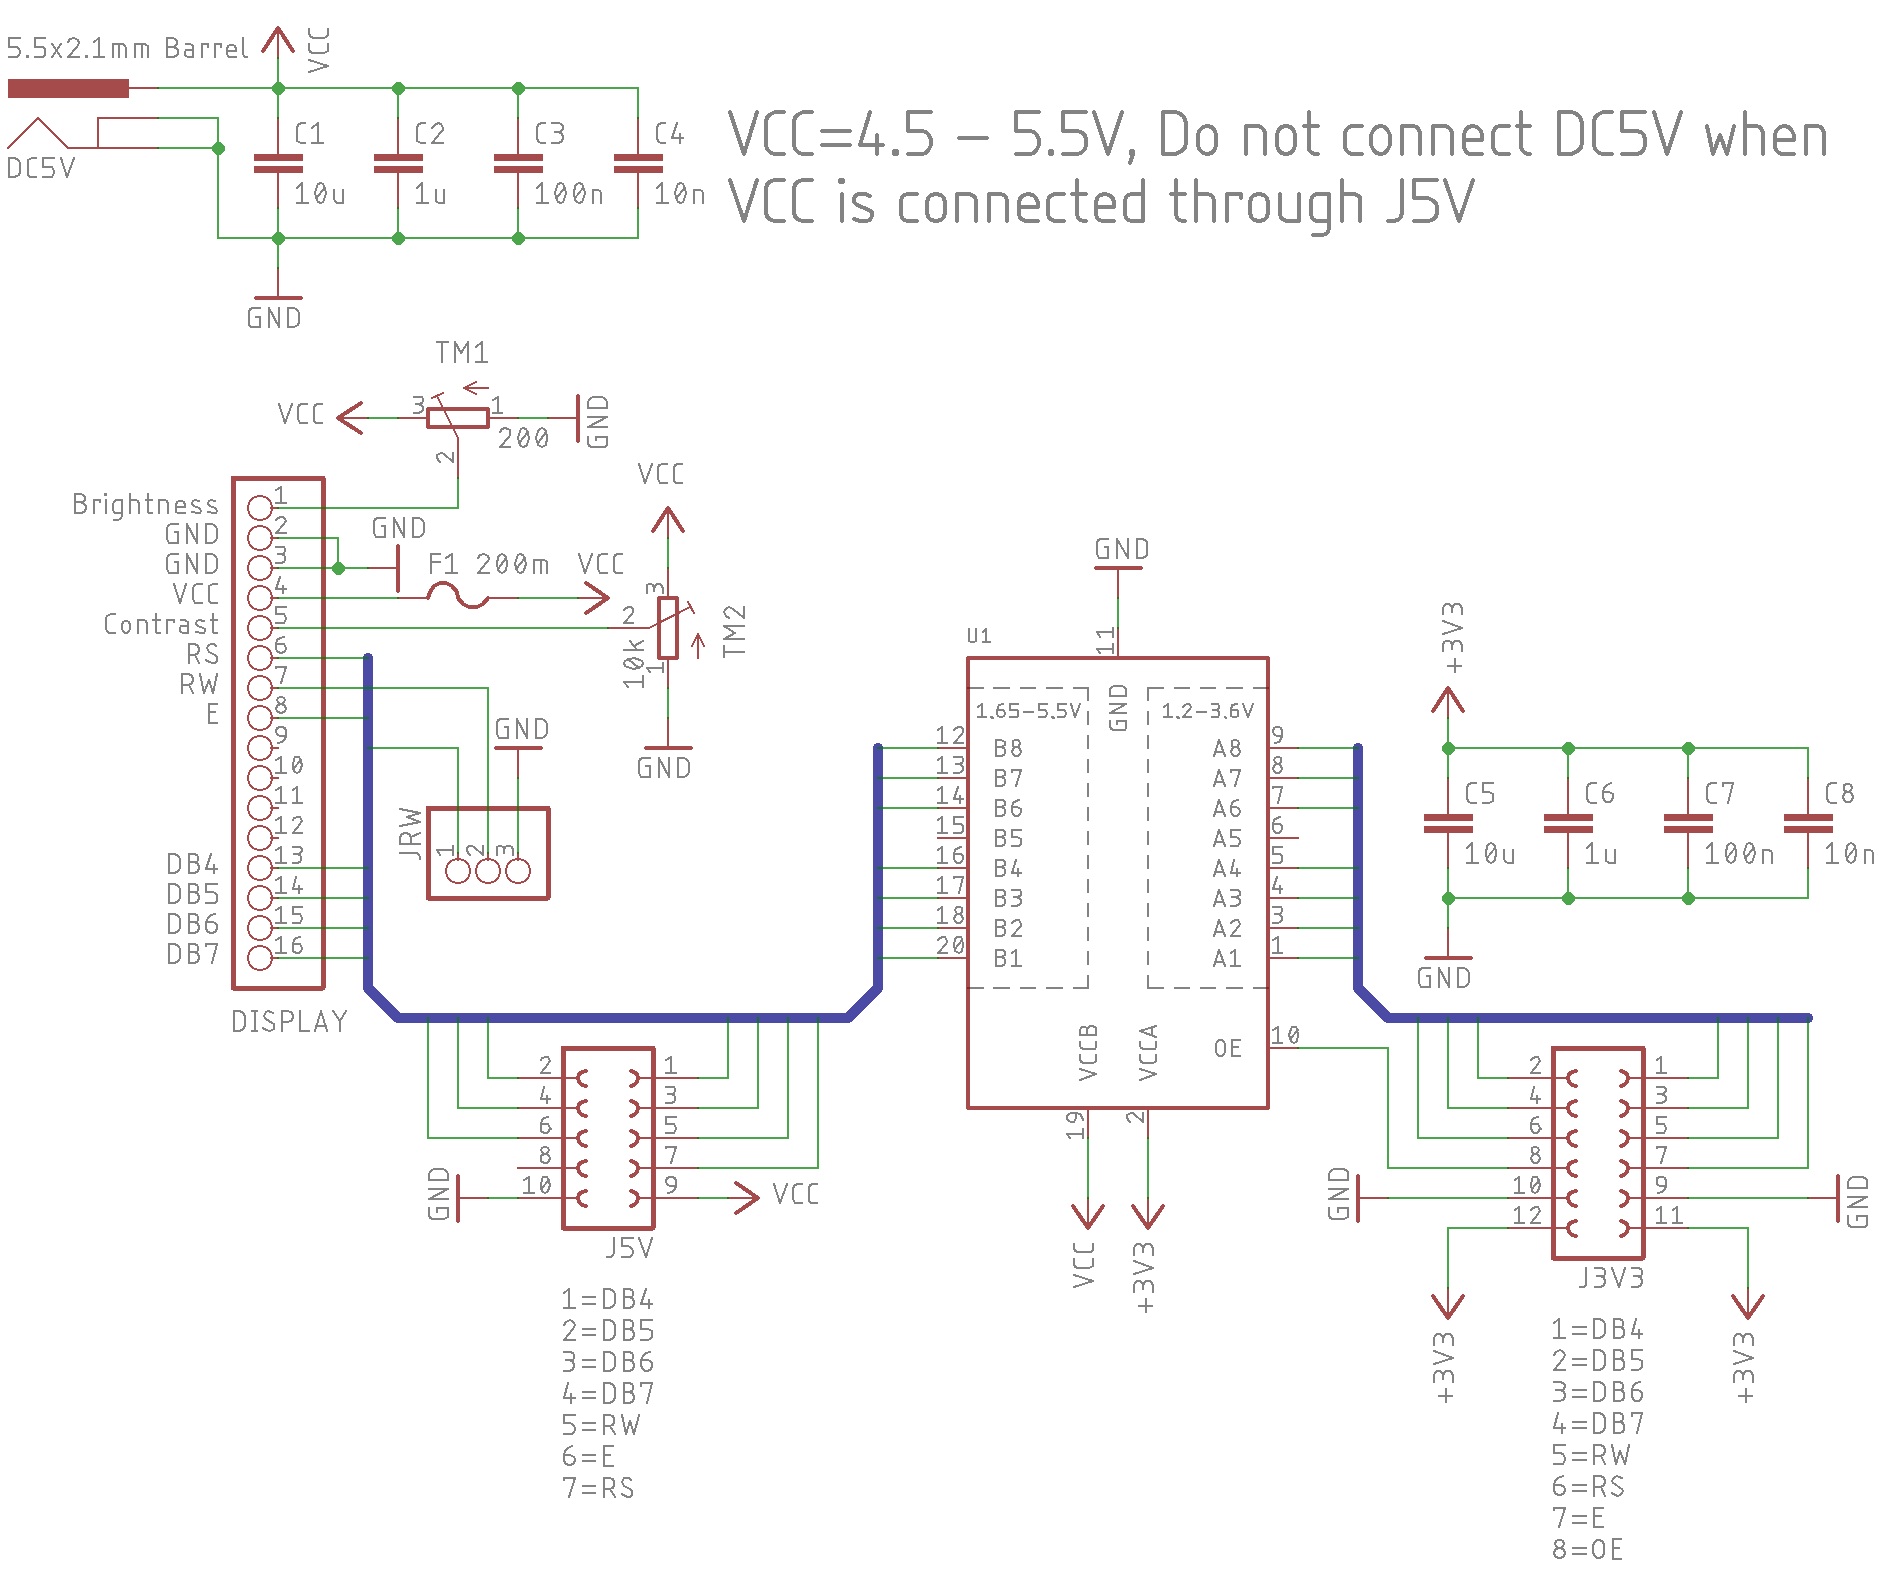 5.5x2.1mm Barrel
VCC
DC5V
C1
10u
C2
1u
C3
100n
C4
10n
GND
VCC=4.5 – 5.5V, Do not connect DC5V when
VCC is connected through J5V
TM1
VCC
3
1
200
2
GND
Brightness
GND
GND
VCC
Contrast
RS
RW
E
DB4
DB5
DB6
DB7
1
2
3
4
5
6
7
8
9
10
11
12
13
14
15
16
DISPLAY
GND
F1 200m
VCC
VCC
3
2
10k
1
TM2
GND
GND
JRW
1
2
3
U1
GND
11
GND
1.65–5.5V
1.2–3.6V
12 B8
13 B7
14 B6
15 B5
16 B4
17 B3
18 B2
20 B1
A8 9
A7 8
A6 7
A5 6
A4 5
A3 4
A2 3
A1 1
OE 10
VCCB
VCCA
19
2
VCC
+3V3
+3V3
C5
10u
C6
1u
C7
100n
C8
10n
GND
2 1
4 3
6 5
8 7
10 9
GND
VCC
J5V
1=DB4
2=DB5
3=DB6
4=DB7
5=RW
6=E
7=RS
2 1
4 3
6 5
8 7
10 9
12 11
GND
GND
+3V3
+3V3
J3V3
1=DB4
2=DB5
3=DB6
4=DB7
5=RW
6=RS
7=E
8=OE